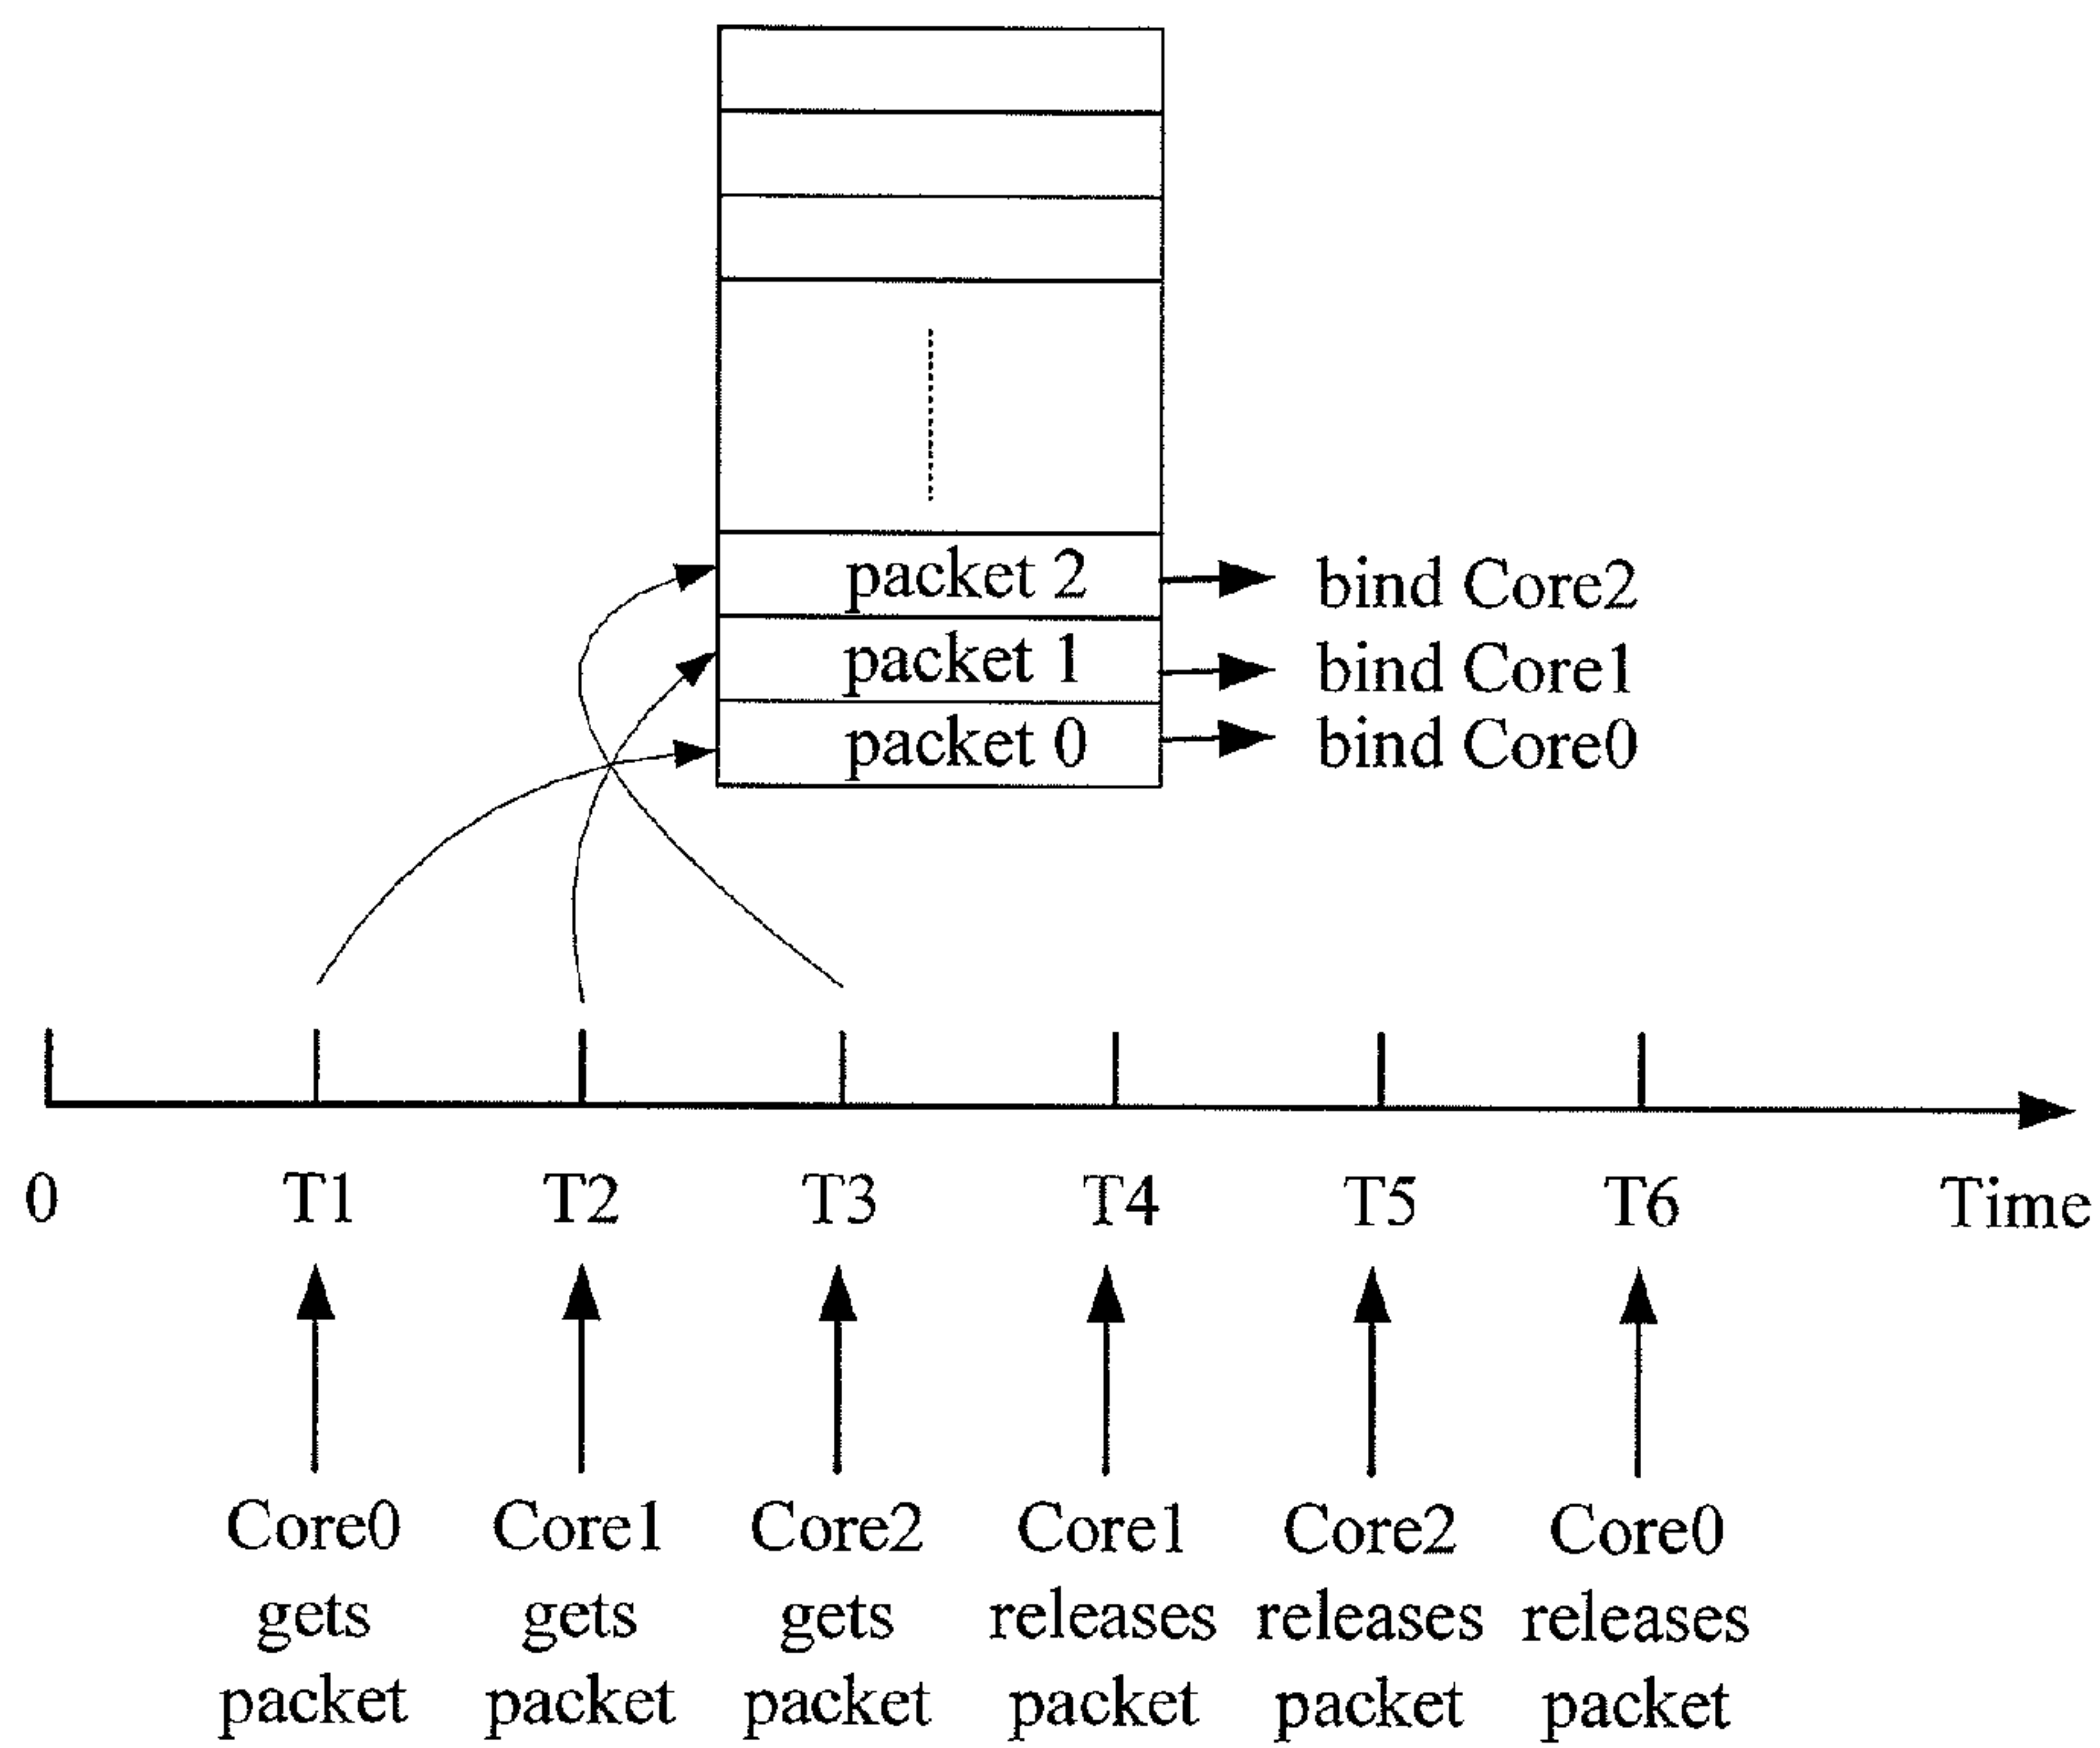 packet 2
bind Core2
packet 1
bind Core1
packet 0
bind Core0
0
T1
T2
T3
T4
T5
T6
Time
Core0
gets
packet
Core1
gets
packet
Core2
gets
packet
Core1
releases
packet
Core2
releases
packet
Core0
releases
packet